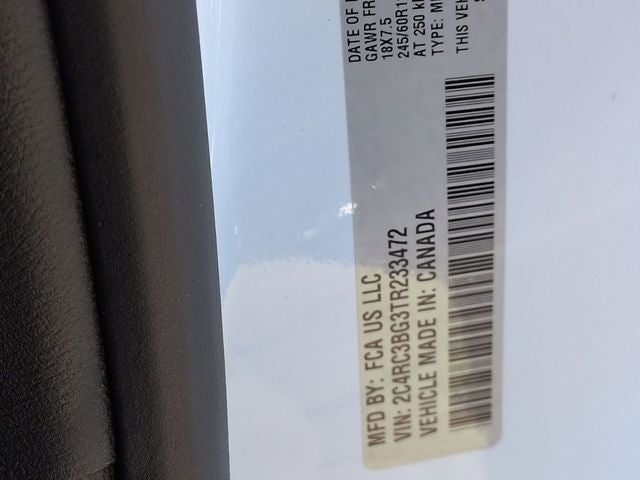 MFD BY: FCA US LLC
VIN: 2C4RC3BG3TR233472
VEHICLE MADE IN: CANADA
DATE OF
GAWR FR
18X7.5
245/60R1
AT 250 k
TYPE: M
THIS VEH